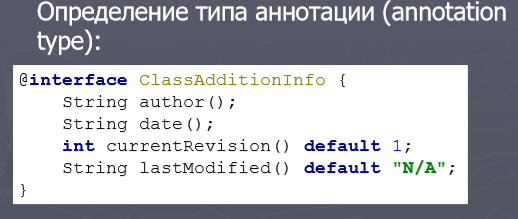 Определение типа аннотации (annotation
type):
@interface ClassAdditionInfo {
    String author();
    String date();
    int currentRevision() default 1;
    String lastModified() default "N/A";
}